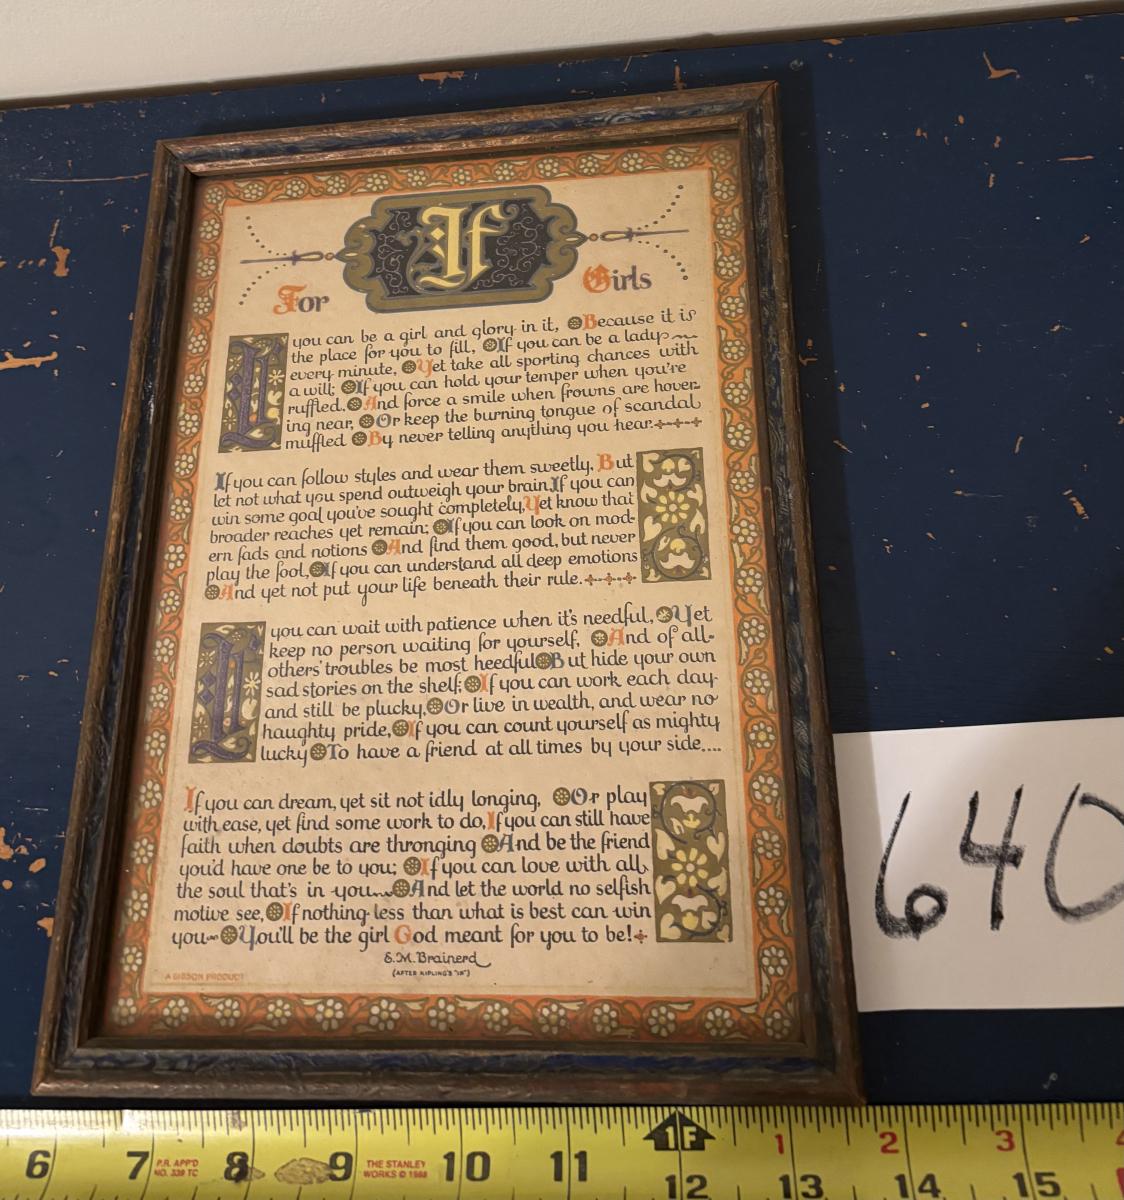 If
For Girls
If you can be a girl and glory in it, Because it is
the place for you to fill, If you can be a lady
every minute, Yet take all sporting chances with
a will; If you can hold your temper when you're
ruffled. And force a smile when frowns are hover-
ing near, Or keep the burning tongue of scandal
muffled By never telling anything you hear.
If you can follow styles and wear them sweetly, But
let not what you spend outweigh your brain, If you can
win some goal you've sought completely, Yet know that
broader reaches yet remain; If you can look on mod-
ern fads and notions And find them good, but never
play the fool, If you can understand all deep emotions
And yet not put your life beneath their rule.
If you can wait with patience when it's needful, Yet
keep no person waiting for yourself, And of all
others' troubles be most heedful But hide your own
sad stories on the shelf; If you can work each day
and still be plucky, Or live in wealth, and wear no
haughty pride, If you can count yourself as mighty
lucky To have a friend at all times by your side....
If you can dream, yet sit not idly longing, Or play
with ease, yet find some work to do, If you can still have
faith when doubts are thronging And be the friend
you'd have one be to you; If you can love with all
the soul that's in you And let the world no selfish
motive see, If nothing less than what is best can win
you You'll be the girl God meant for you to be!
E.M. Brainerd
(AFTER KIPLING'S "IF")
A GIBSON PRODUCT
640
1F 1 2 3 4
6 7 P.R. APP'D NO. 339 TC 8 9 THE STANLEY WORKS © 1988 10 11 12 13 14 15